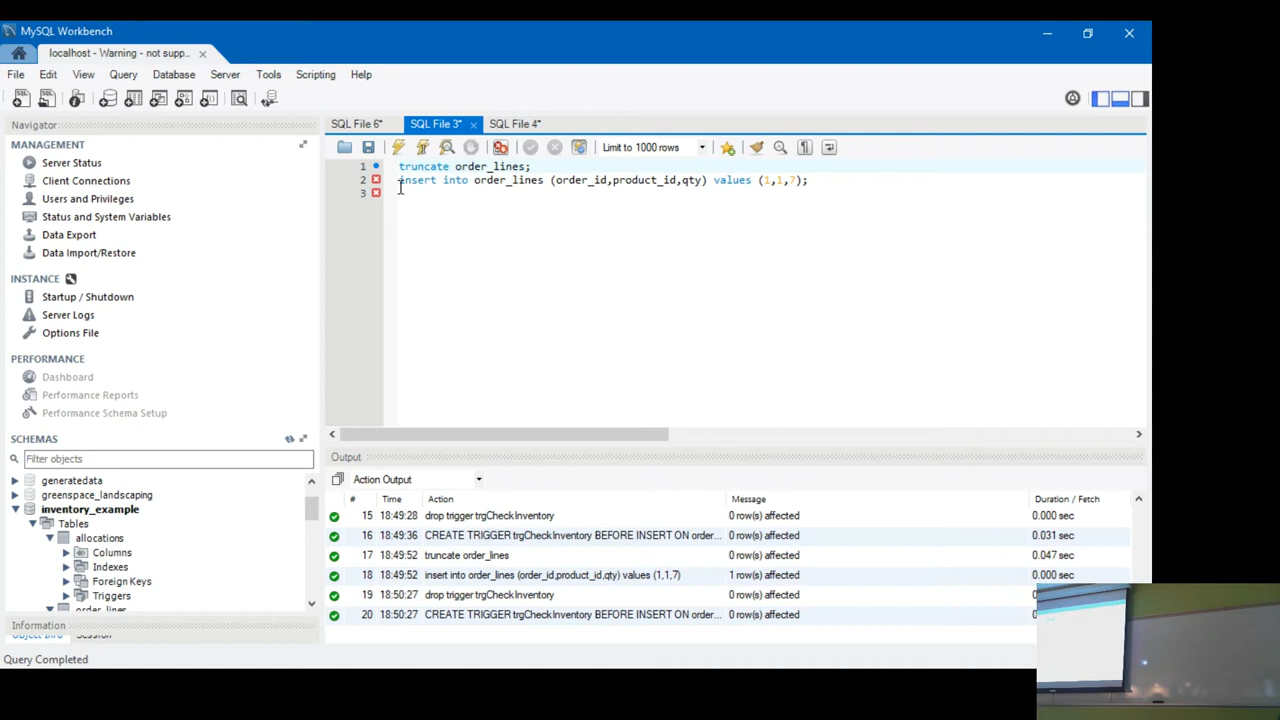 MySQL Workbench
localhost - Warning - not supp..
File Edit View Query Database Server Tools Scripting Help
Navigator
MANAGEMENT
Server Status
Client Connections
Users and Privileges
Status and System Variables
Data Export
Data Import/Restore
INSTANCE
Startup / Shutdown
Server Logs
Options File
PERFORMANCE
Dashboard
Performance Reports
Performance Schema Setup
SCHEMAS
Filter objects
generatedata
greenspace_landscaping
inventory_example
Tables
allocations
Columns
Indexes
Foreign Keys
Triggers
order_lines
Information
Object Info Session
Query Completed
SQL File 6* SQL File 3* SQL File 4*
Limit to 1000 rows
1 truncate order_lines;
2 insert into order_lines (order_id,product_id,qty) values (1,1,7);
3
Output
Action Output
# Time Action Message Duration / Fetch
15 18:49:28 drop trigger trgCheckInventory 0 row(s) affected 0.000 sec
16 18:49:36 CREATE TRIGGER trgCheckInventory BEFORE INSERT ON order... 0 row(s) affected 0.031 sec
17 18:49:52 truncate order_lines 0 row(s) affected 0.047 sec
18 18:49:52 insert into order_lines (order_id,product_id,qty) values (1,1,7) 1 row(s) affected 0.000 sec
19 18:50:27 drop trigger trgCheckInventory 0 row(s) affected
20 18:50:27 CREATE TRIGGER trgCheckInventory BEFORE INSERT ON order... 0 row(s) affected